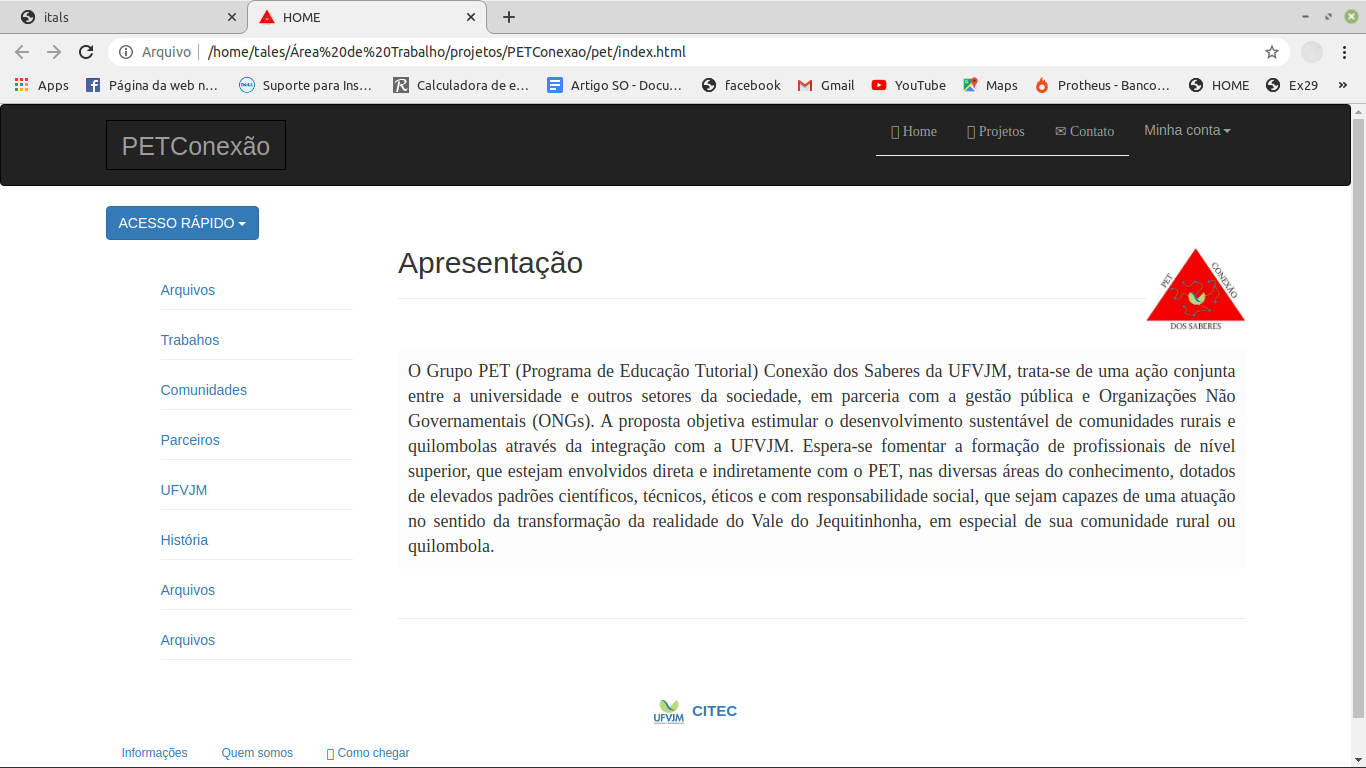 itals
HOME
Arquivo /home/tales/Área%20de%20Trabalho/projetos/PETConexao/pet/index.html
Apps Página da web n… Suporte para Ins… Calculadora de e… Artigo SO - Docu… facebook Gmail YouTube Maps Protheus - Banco… HOME Ex29 »
PETConexão
Home Projetos ✉ Contato Minha conta
ACESSO RÁPIDO
Arquivos
Trabahos
Comunidades
Parceiros
UFVJM
História
Arquivos
Arquivos
Apresentação
PET CONEXÃO
DOS SABERES
O Grupo PET (Programa de Educação Tutorial) Conexão dos Saberes da UFVJM, trata-se de uma ação conjunta
entre a universidade e outros setores da sociedade, em parceria com a gestão pública e Organizações Não
Governamentais (ONGs). A proposta objetiva estimular o desenvolvimento sustentável de comunidades rurais e
quilombolas através da integração com a UFVJM. Espera-se fomentar a formação de profissionais de nível
superior, que estejam envolvidos direta e indiretamente com o PET, nas diversas áreas do conhecimento, dotados
de elevados padrões científicos, técnicos, éticos e com responsabilidade social, que sejam capazes de uma atuação
no sentido da transformação da realidade do Vale do Jequitinhonha, em especial de sua comunidade rural ou
quilombola.
UFVJM CITEC
Informações Quem somos Como chegar